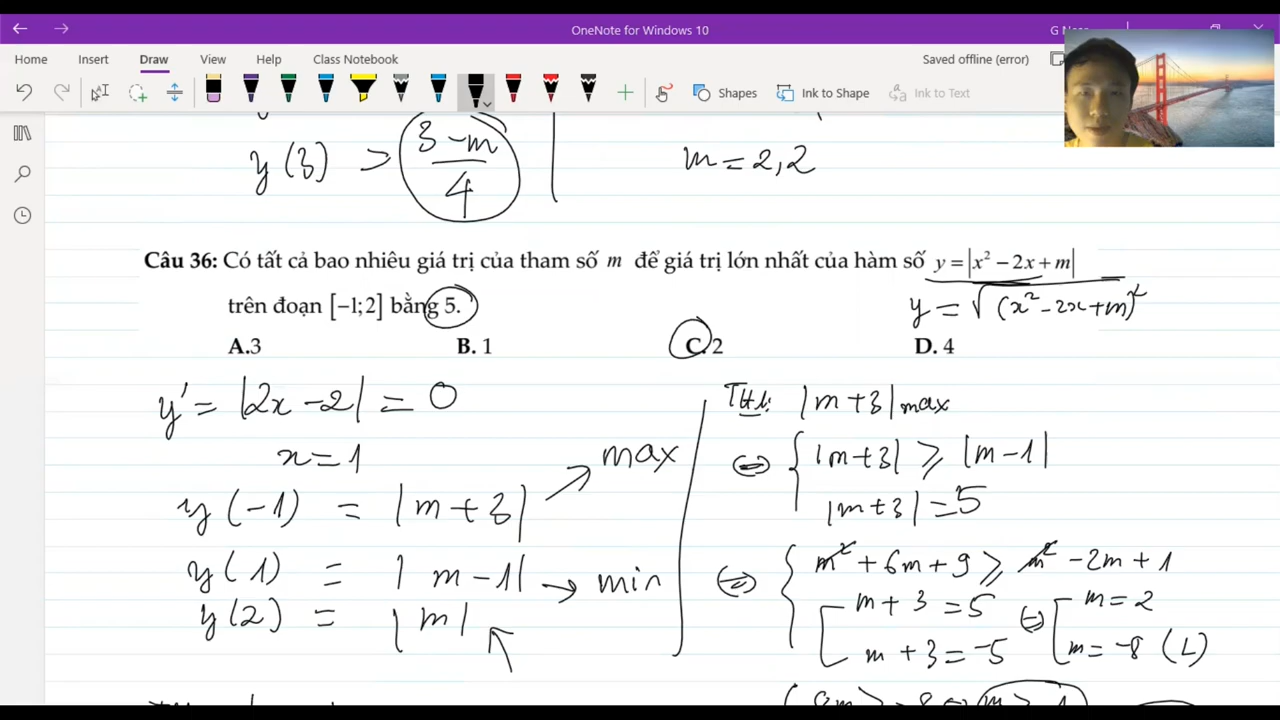 OneNote for Windows 10
Home Insert Draw View Help Class Notebook Saved offline (error)
Shapes Ink to Shape Ink to Text
y (3) = 3 - m / 4
m = 2,2
Câu 36: Có tất cả bao nhiêu giá trị của tham số m để giá trị lớn nhất của hàm số y = |x² − 2x + m|
trên đoạn [−1;2] bằng 5.
y = √(x² - 2x + m)²
A.3 B. 1 C. 2 D. 4
y' = |2x - 2| = 0
x = 1
y (-1) = |m + 3| → max
y (1) = |m - 1| → min
y (2) = |m|
TH1: |m + 3| max
⇔ { |m + 3| ⩾ |m - 1|
|m + 3| = 5
⇔ { m² + 6m + 9 ⩾ m² - 2m + 1
[ m + 3 = 5 ⇔ [ m = 2
m + 3 = -5 m = -8 (L)